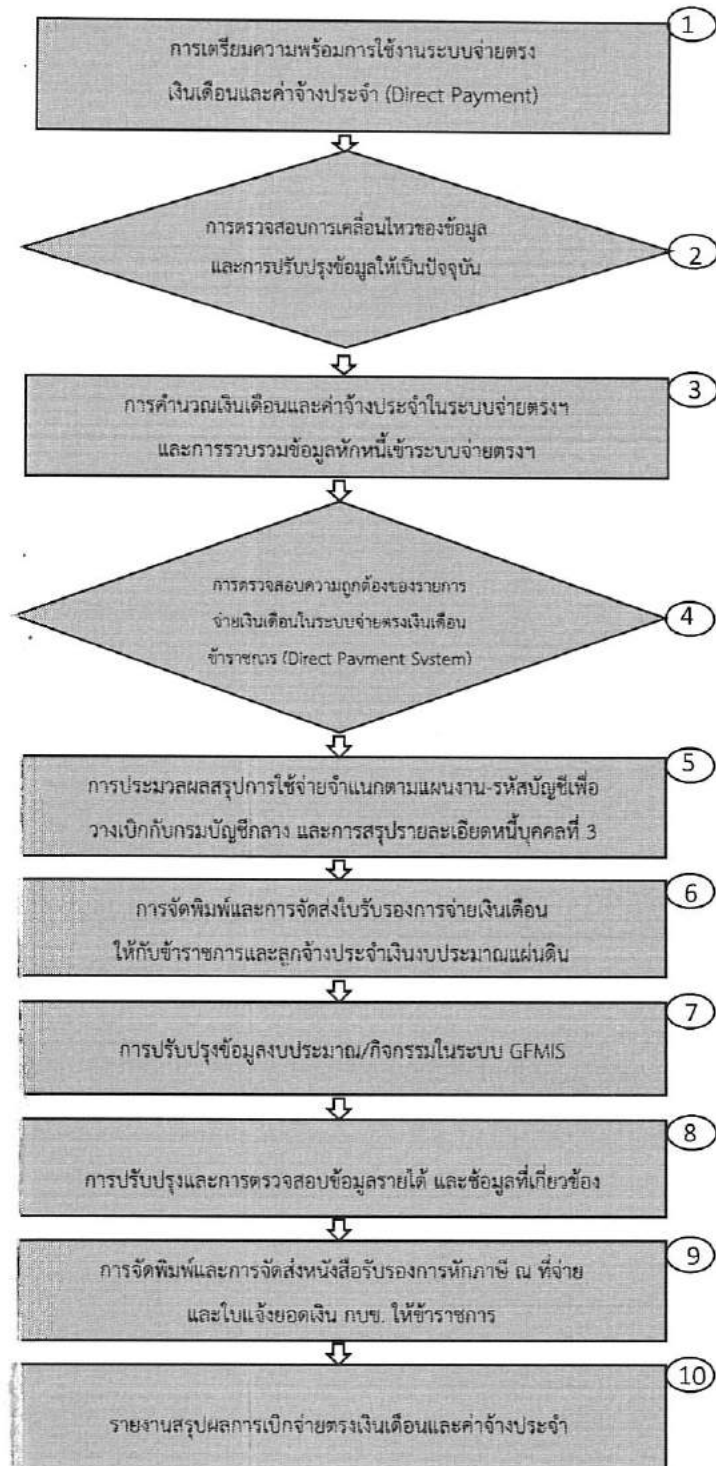 1
การเตรียมความพร้อมการใช้งานระบบจ่ายตรง
เงินเดือนและค่าจ้างประจำ (Direct Payment)
การตรวจสอบการเคลื่อนไหวของข้อมูล
และการปรับปรุงข้อมูลให้เป็นปัจจุบัน
2
3
การคำนวณเงินเดือนและค่าจ้างประจำในระบบจ่ายตรงฯ
และการรวบรวมข้อมูลหักหนี้เข้าระบบจ่ายตรงฯ
การตรวจสอบความถูกต้องของรายการ
จ่ายเงินเดือนในระบบจ่ายตรงเงินเดือน
4
ข้าราชการ (Direct Payment System)
5
การประมวลผลสรุปการใช้จ่ายจำแนกตามแผนงาน-รหัสบัญชีเพื่อ
วางเบิกกับกรมบัญชีกลาง และการสรุปรายละเอียดหนี้บุคคลที่ 3
6
การจัดพิมพ์และการจัดส่งใบรับรองการจ่ายเงินเดือน
ให้กับข้าราชการและลูกจ้างประจำเงินงบประมาณแผ่นดิน
7
การปรับปรุงข้อมูลงบประมาณ/กิจกรรมในระบบ GFMIS
8
การปรับปรุงและการตรวจสอบข้อมูลรายได้ และข้อมูลที่เกี่ยวข้อง
9
การจัดพิมพ์และการจัดส่งหนังสือรับรองการหักภาษี ณ ที่จ่าย
และใบแจ้งยอดเงิน กบข. ให้ข้าราชการ
10
รายงานสรุปผลการเบิกจ่ายตรงเงินเดือนและค่าจ้างประจำ